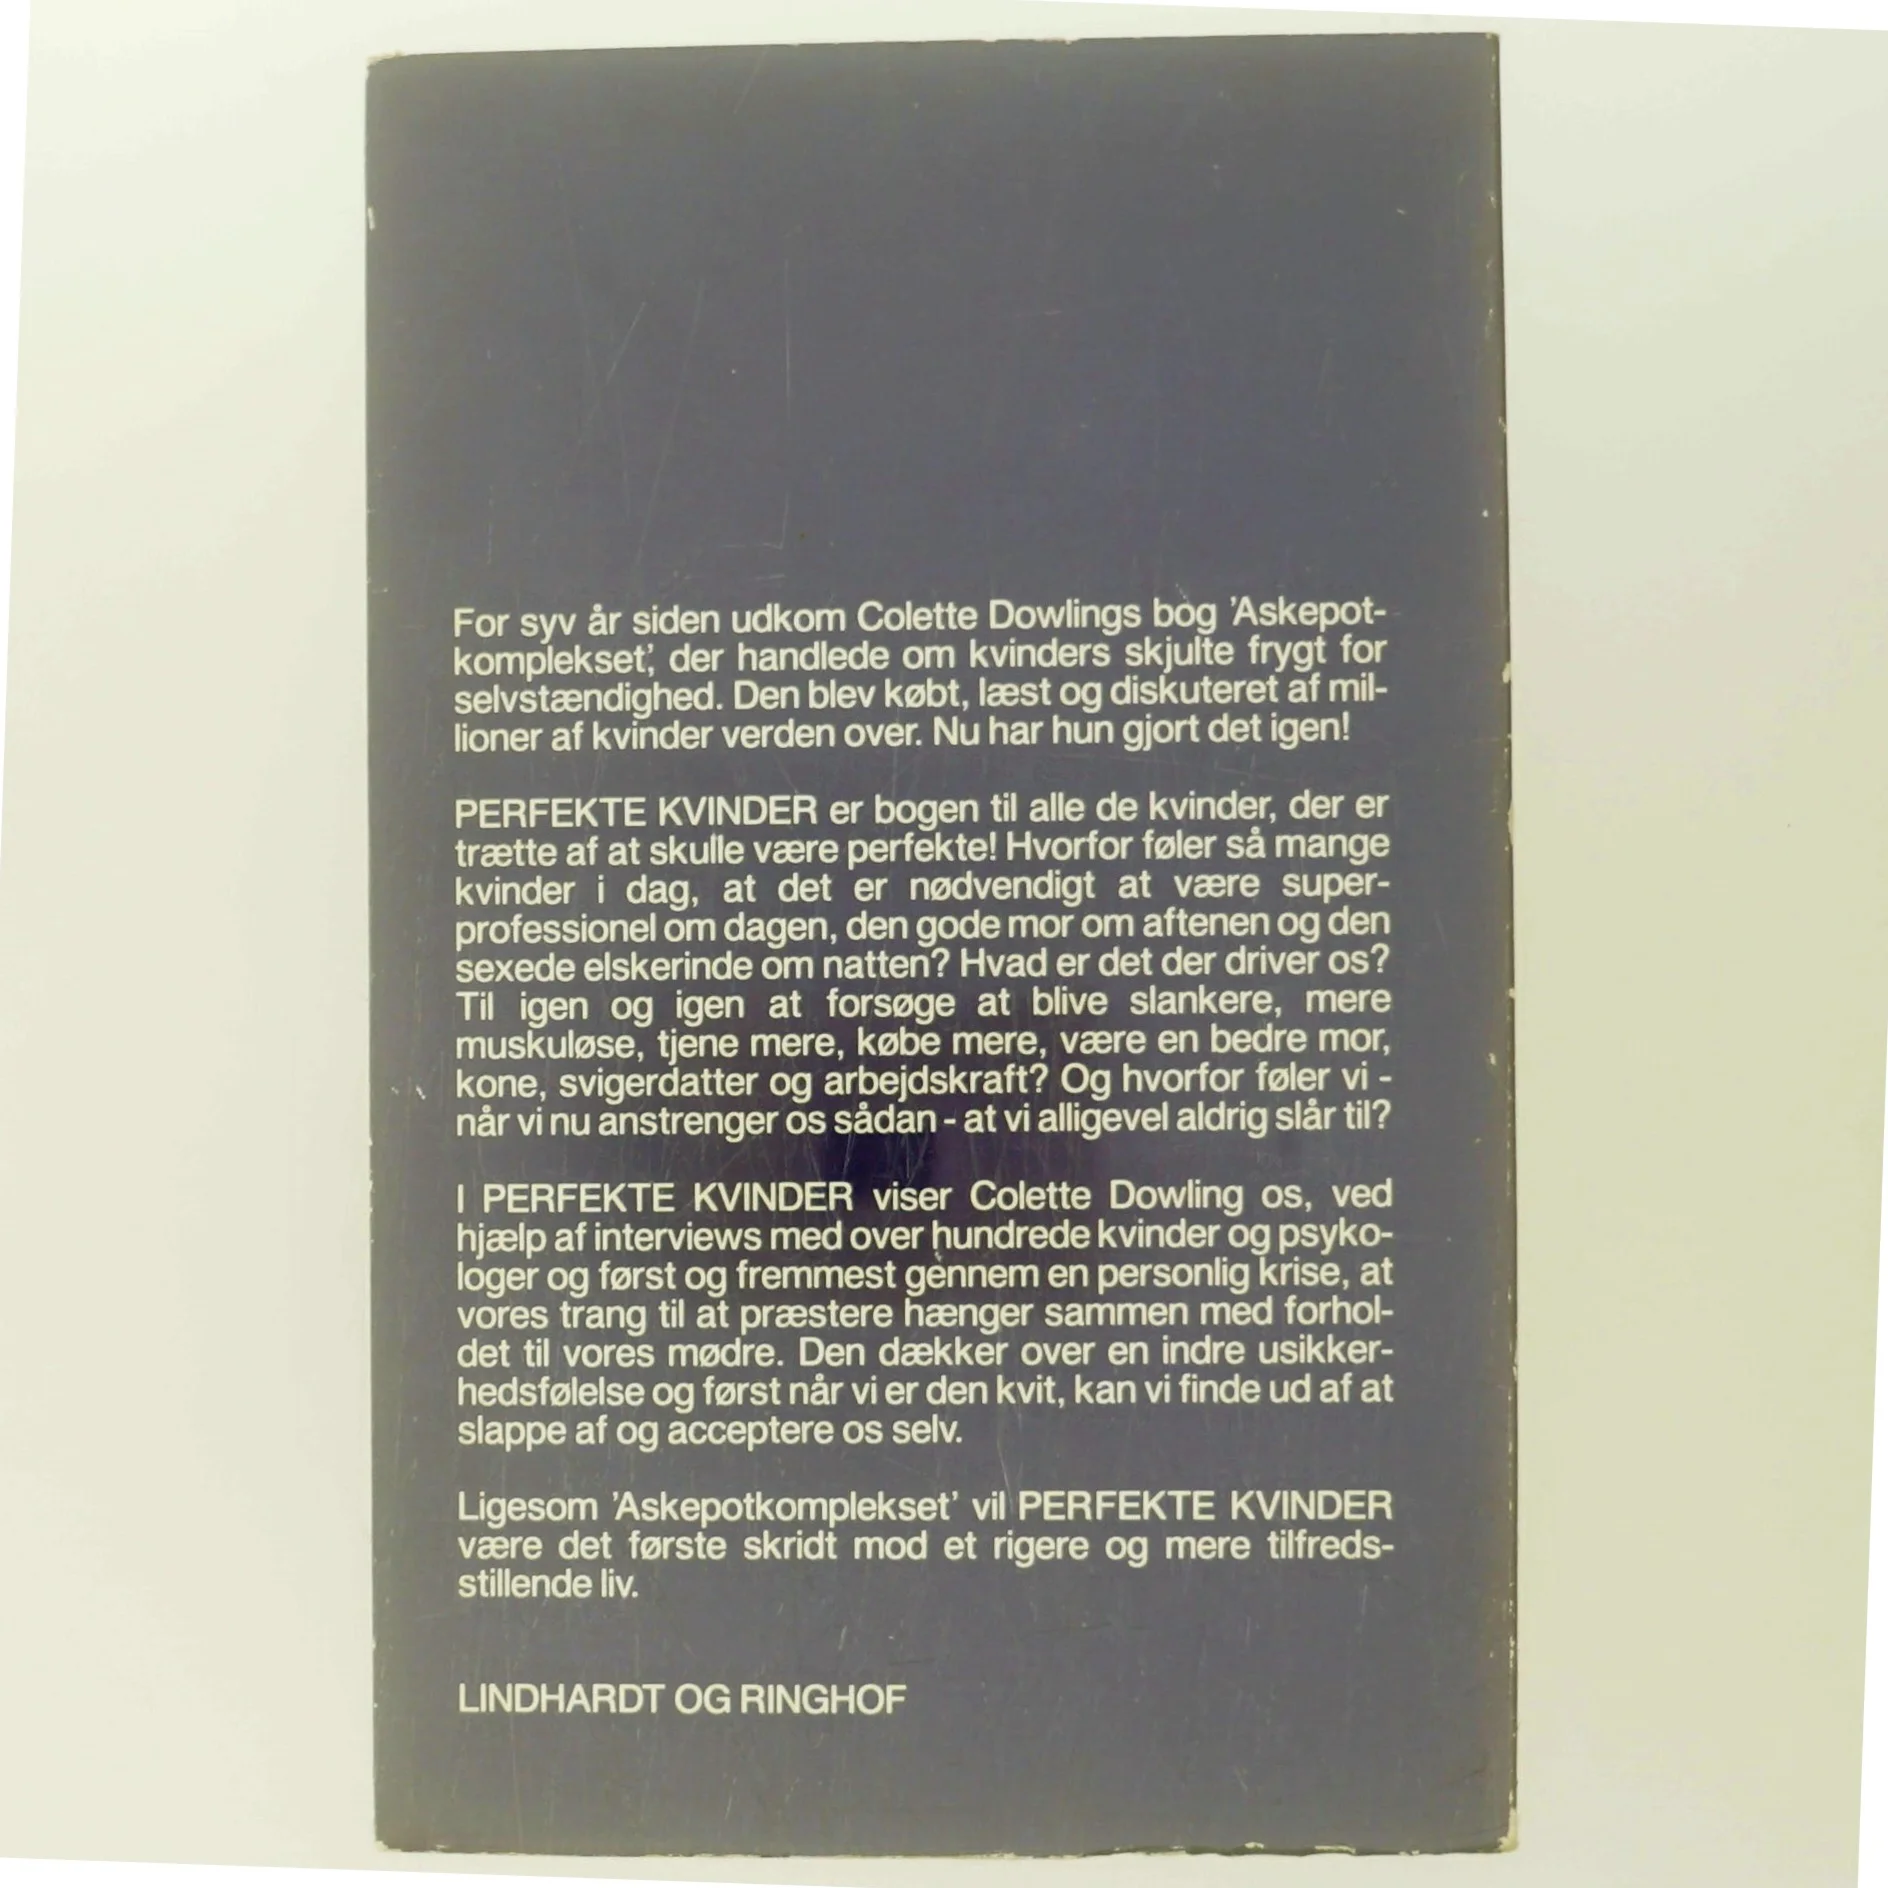 For syv år siden udkom Colette Dowlings bog 'Askepot-
komplekset', der handlede om kvinders skjulte frygt for
selvstændighed. Den blev købt, læst og diskuteret af mil-
lioner af kvinder verden over. Nu har hun gjort det igen!
PERFEKTE KVINDER er bogen til alle de kvinder, der er
trætte af at skulle være perfekte! Hvorfor føler så mange
kvinder i dag, at det er nødvendigt at være super-
professionel om dagen, den gode mor om aftenen og den
sexede elskerinde om natten? Hvad er det der driver os?
Til igen og igen at forsøge at blive slankere, mere
muskuløse, tjene mere, købe mere, være en bedre mor,
kone, svigerdatter og arbejdskraft? Og hvorfor føler vi -
når vi nu anstrenger os sådan - at vi alligevel aldrig slår til?
I PERFEKTE KVINDER viser Colette Dowling os, ved
hjælp af interviews med over hundrede kvinder og psyko-
loger og først og fremmest gennem en personlig krise, at
vores trang til at præstere hænger sammen med forhol-
det til vores mødre. Den dækker over en indre usikker-
hedsfølelse og først når vi er den kvit, kan vi finde ud af at
slappe af og acceptere os selv.
Ligesom 'Askepotkomplekset' vil PERFEKTE KVINDER
være det første skridt mod et rigere og mere tilfreds-
stillende liv.
LINDHARDT OG RINGHOF